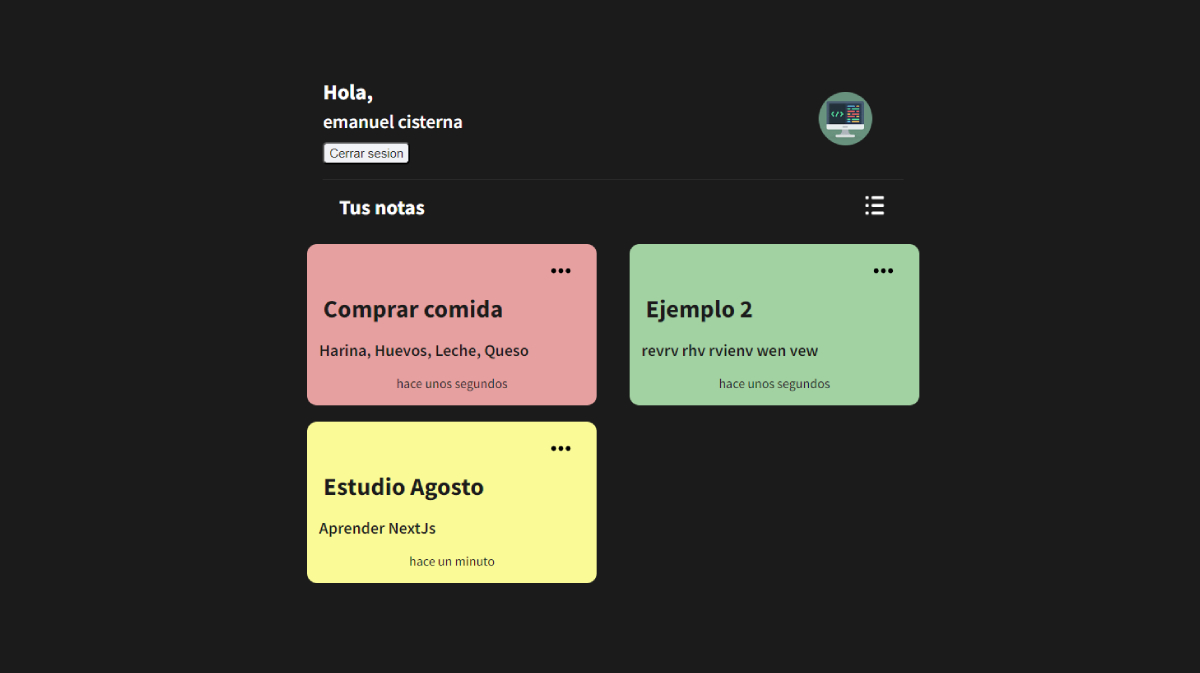 Hola,
emanuel cisterna
Cerrar sesion
Tus notas
Comprar comida
Harina, Huevos, Leche, Queso
hace unos segundos
Ejemplo 2
revrv rhv rvienv wen vew
hace unos segundos
Estudio Agosto
Aprender NextJs
hace un minuto